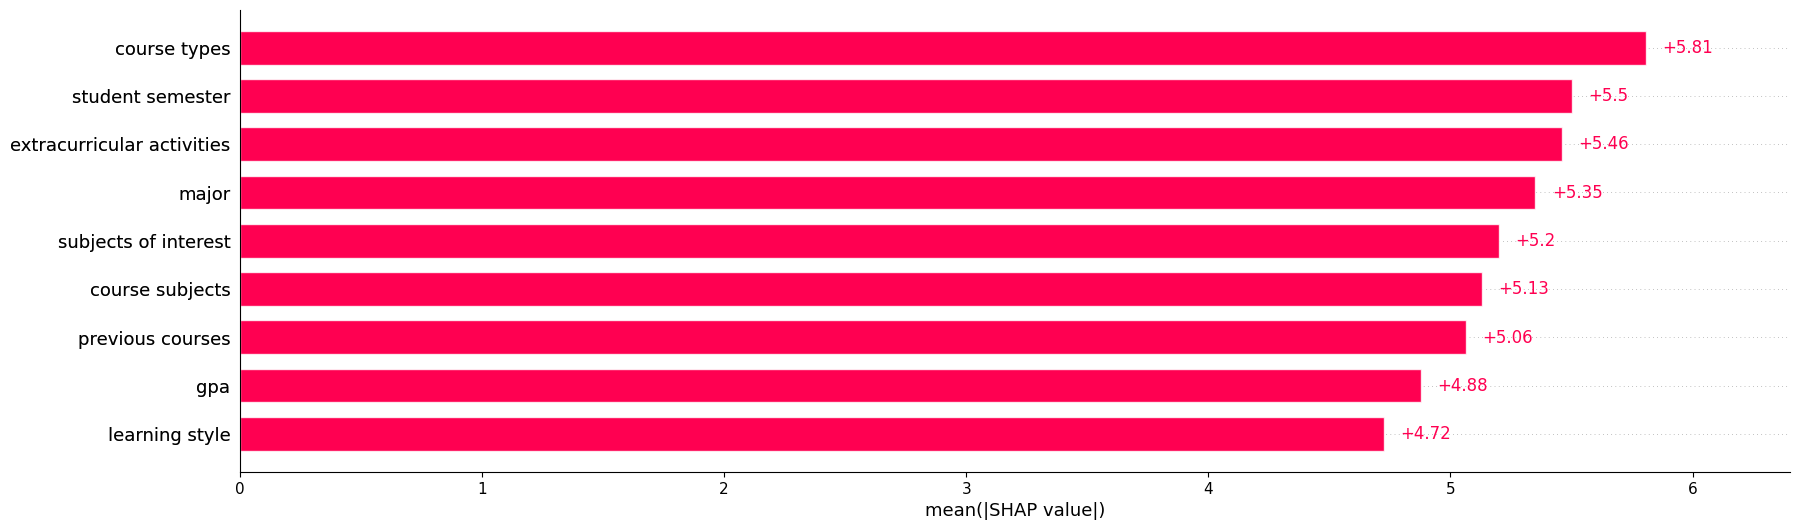 course types +5.81
student semester +5.5
extracurricular activities +5.46
major +5.35
subjects of interest +5.2
course subjects +5.13
previous courses +5.06
gpa +4.88
learning style +4.72
0 1 2 3 4 5 6
mean(|SHAP value|)